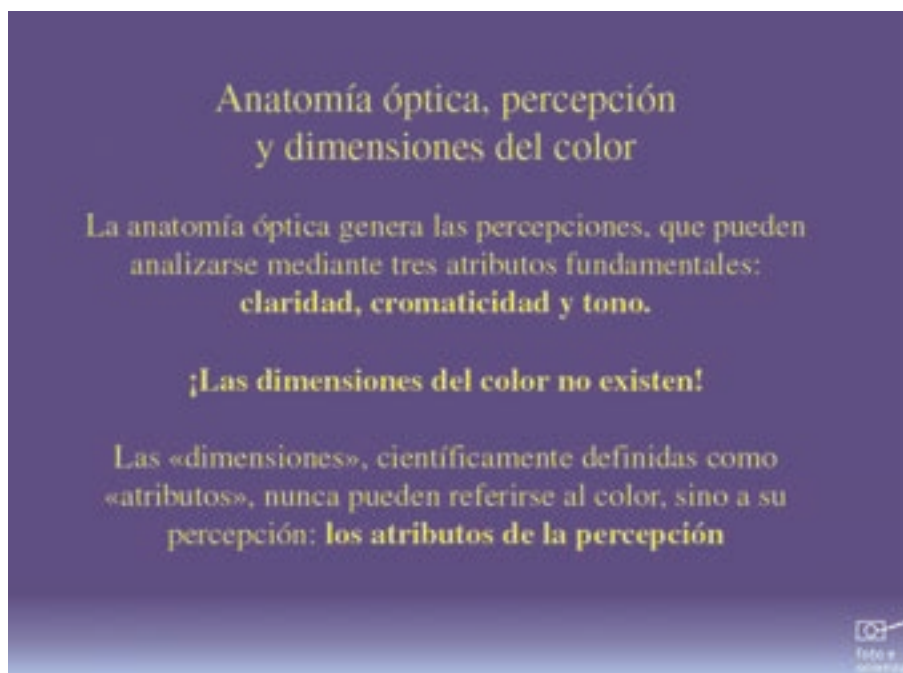 Anatomía óptica, percepción
y dimensiones del color
La anatomía óptica genera las percepciones, que pueden
analizarse mediante tres atributos fundamentales:
claridad, cromaticidad y tono.
¡Las dimensiones del color no existen!
Las «dimensiones», científicamente definidas como
«atributos», nunca pueden referirse al color, sino a su
percepción: los atributos de la percepción
foto e